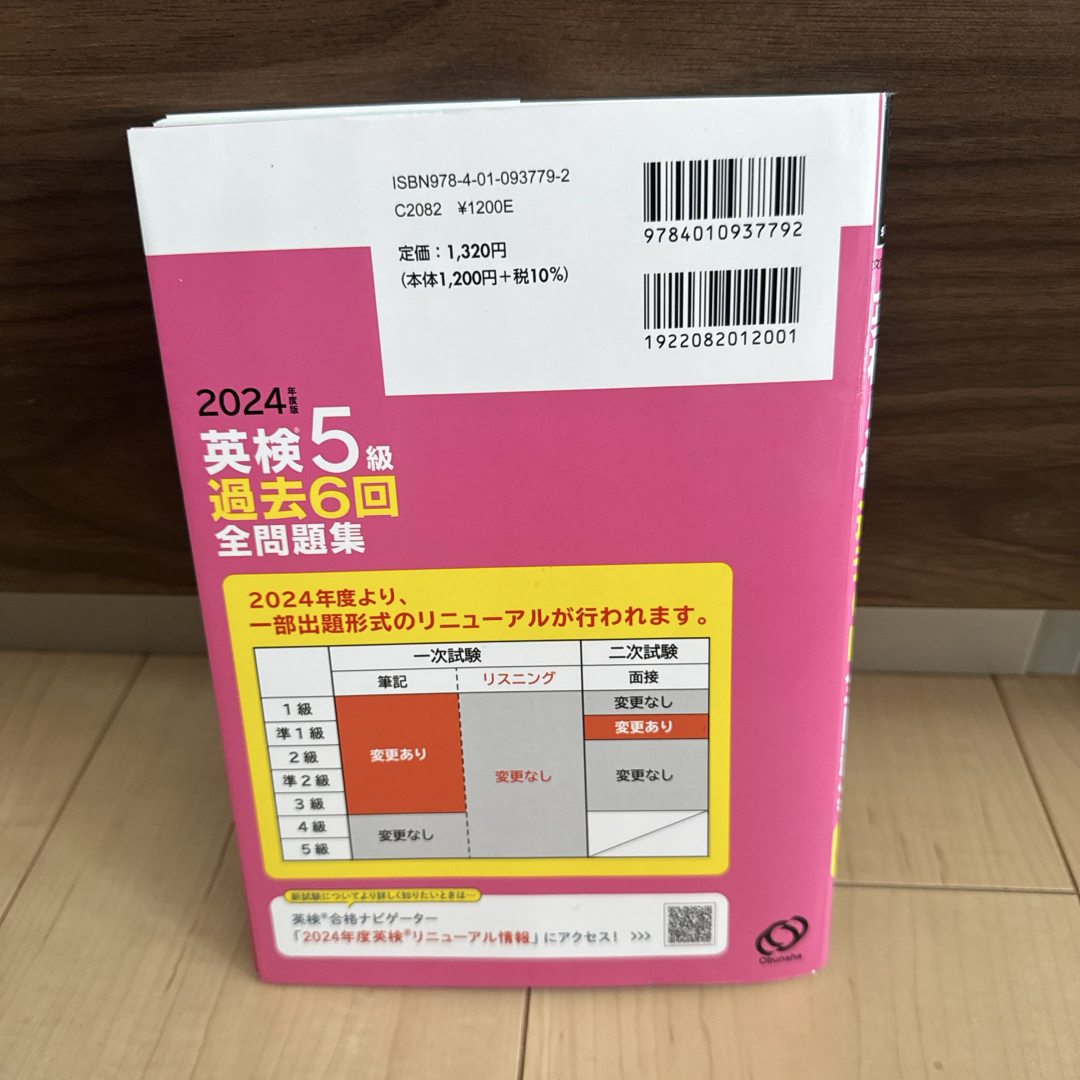 ISBN978-4-01-093779-2
C2082 ¥1200E
定価：1,320円
（本体1,200円＋税10%）
9784010937792
1922082012001
2024年度版
英検®5級
過去6回
全問題集
2024年度より、
一部出題形式のリニューアルが行われます。
一次試験 二次試験
筆記 リスニング 面接
1級 変更なし
準1級 変更あり
2級 変更あり
準2級 変更なし 変更なし
3級
4級 変更なし
5級
新試験についてより詳しく知りたいときは…
英検®合格ナビゲーター
「2024年度英検®リニューアル情報」にアクセス！ >>>
Obunsha